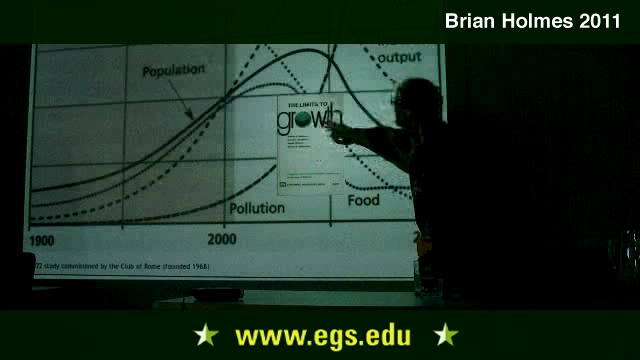 Brian Holmes 2011
output
Population
THE LIMITS TO
growth
Pollution
Food
1900
2000
72 study commissioned by the Club of Rome (founded 1968)
www.egs.edu